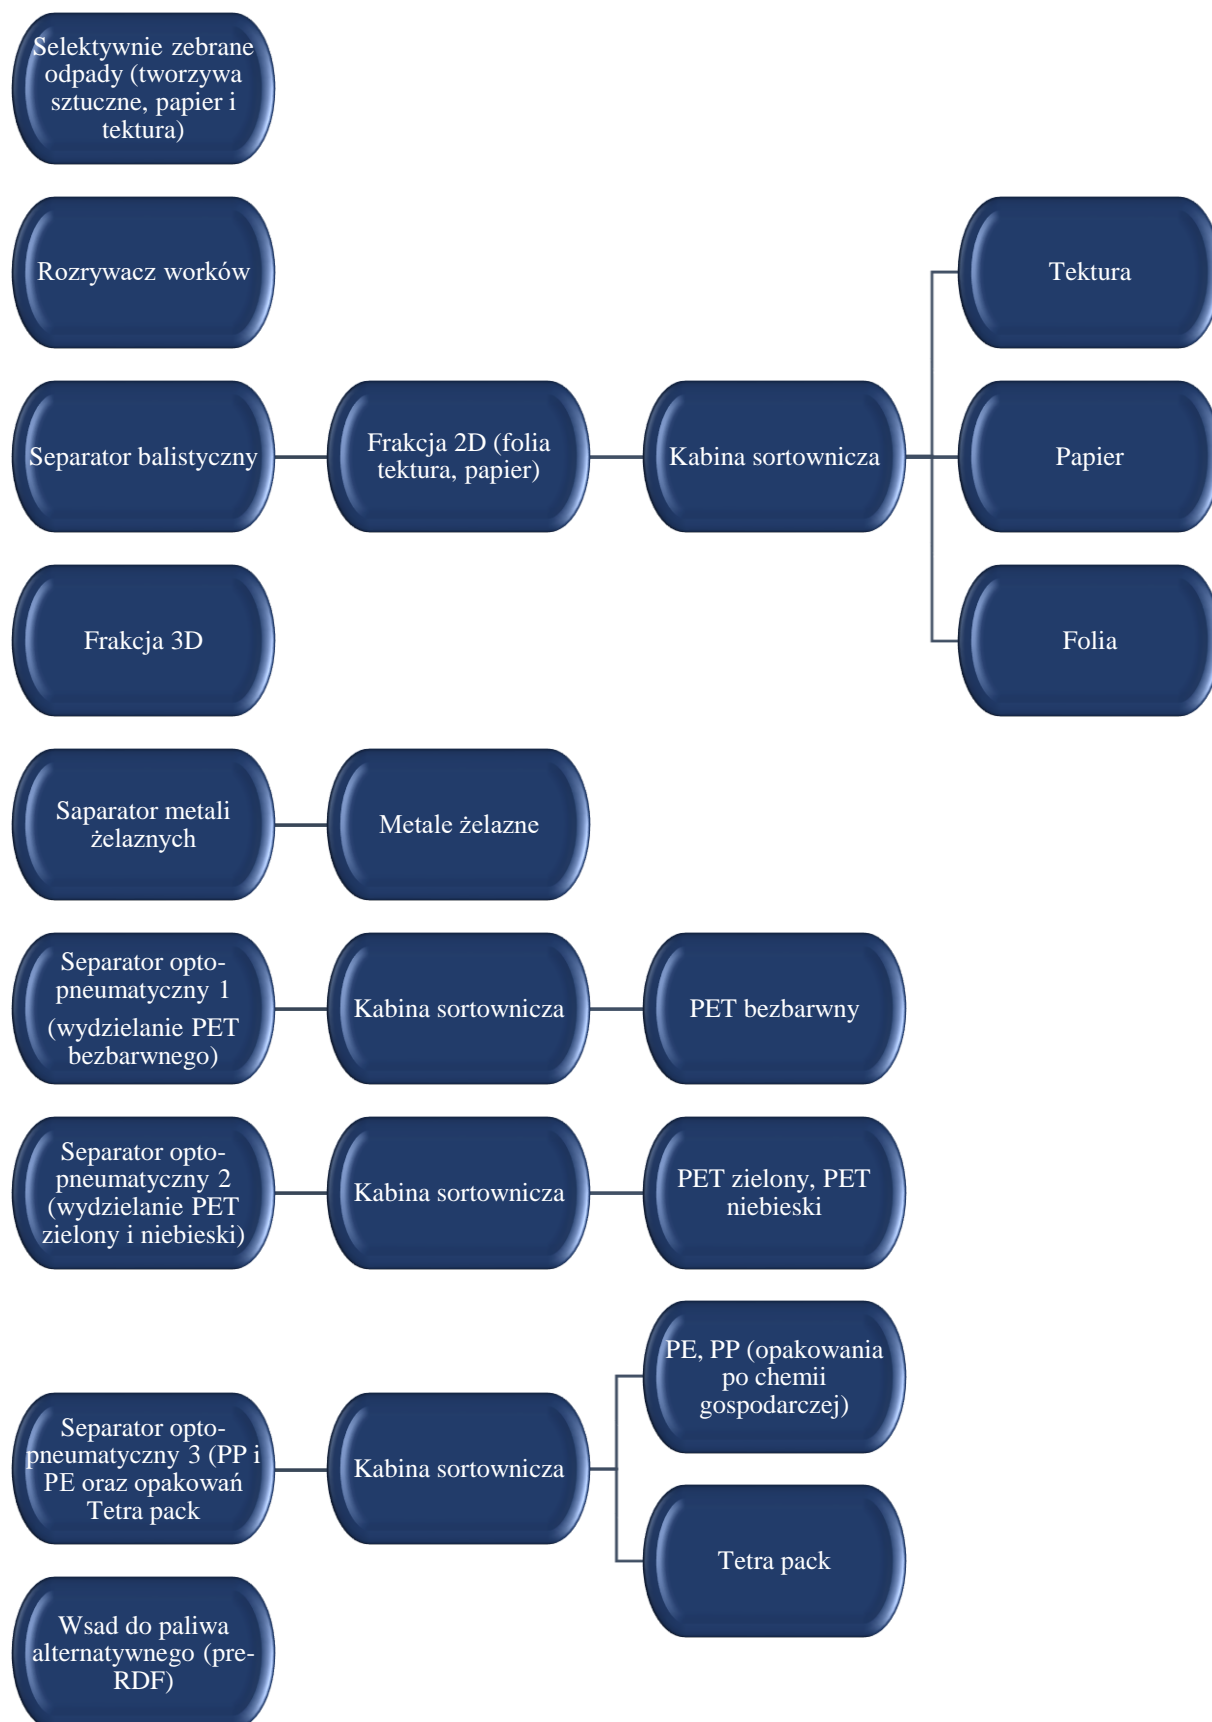 Selektywnie zebrane
odpady (tworzywa
sztuczne, papier i
tektura)
Rozrywacz worków
Tektura
Separator balistyczny
Frakcja 2D (folia
tektura, papier)
Kabina sortownicza
Papier
Frakcja 3D
Folia
Saparator metali
żelaznych
Metale żelazne
Separator opto-
pneumatyczny 1
(wydzielanie PET
bezbarwnego)
Kabina sortownicza
PET bezbarwny
Separator opto-
pneumatyczny 2
(wydzielanie PET
zielony i niebieski)
Kabina sortownicza
PET zielony, PET
niebieski
Separator opto-
pneumatyczny 3 (PP i
PE oraz opakowań
Tetra pack
Kabina sortownicza
PE, PP (opakowania
po chemii
gospodarczej)
Tetra pack
Wsad do paliwa
alternatywnego (pre-
RDF)